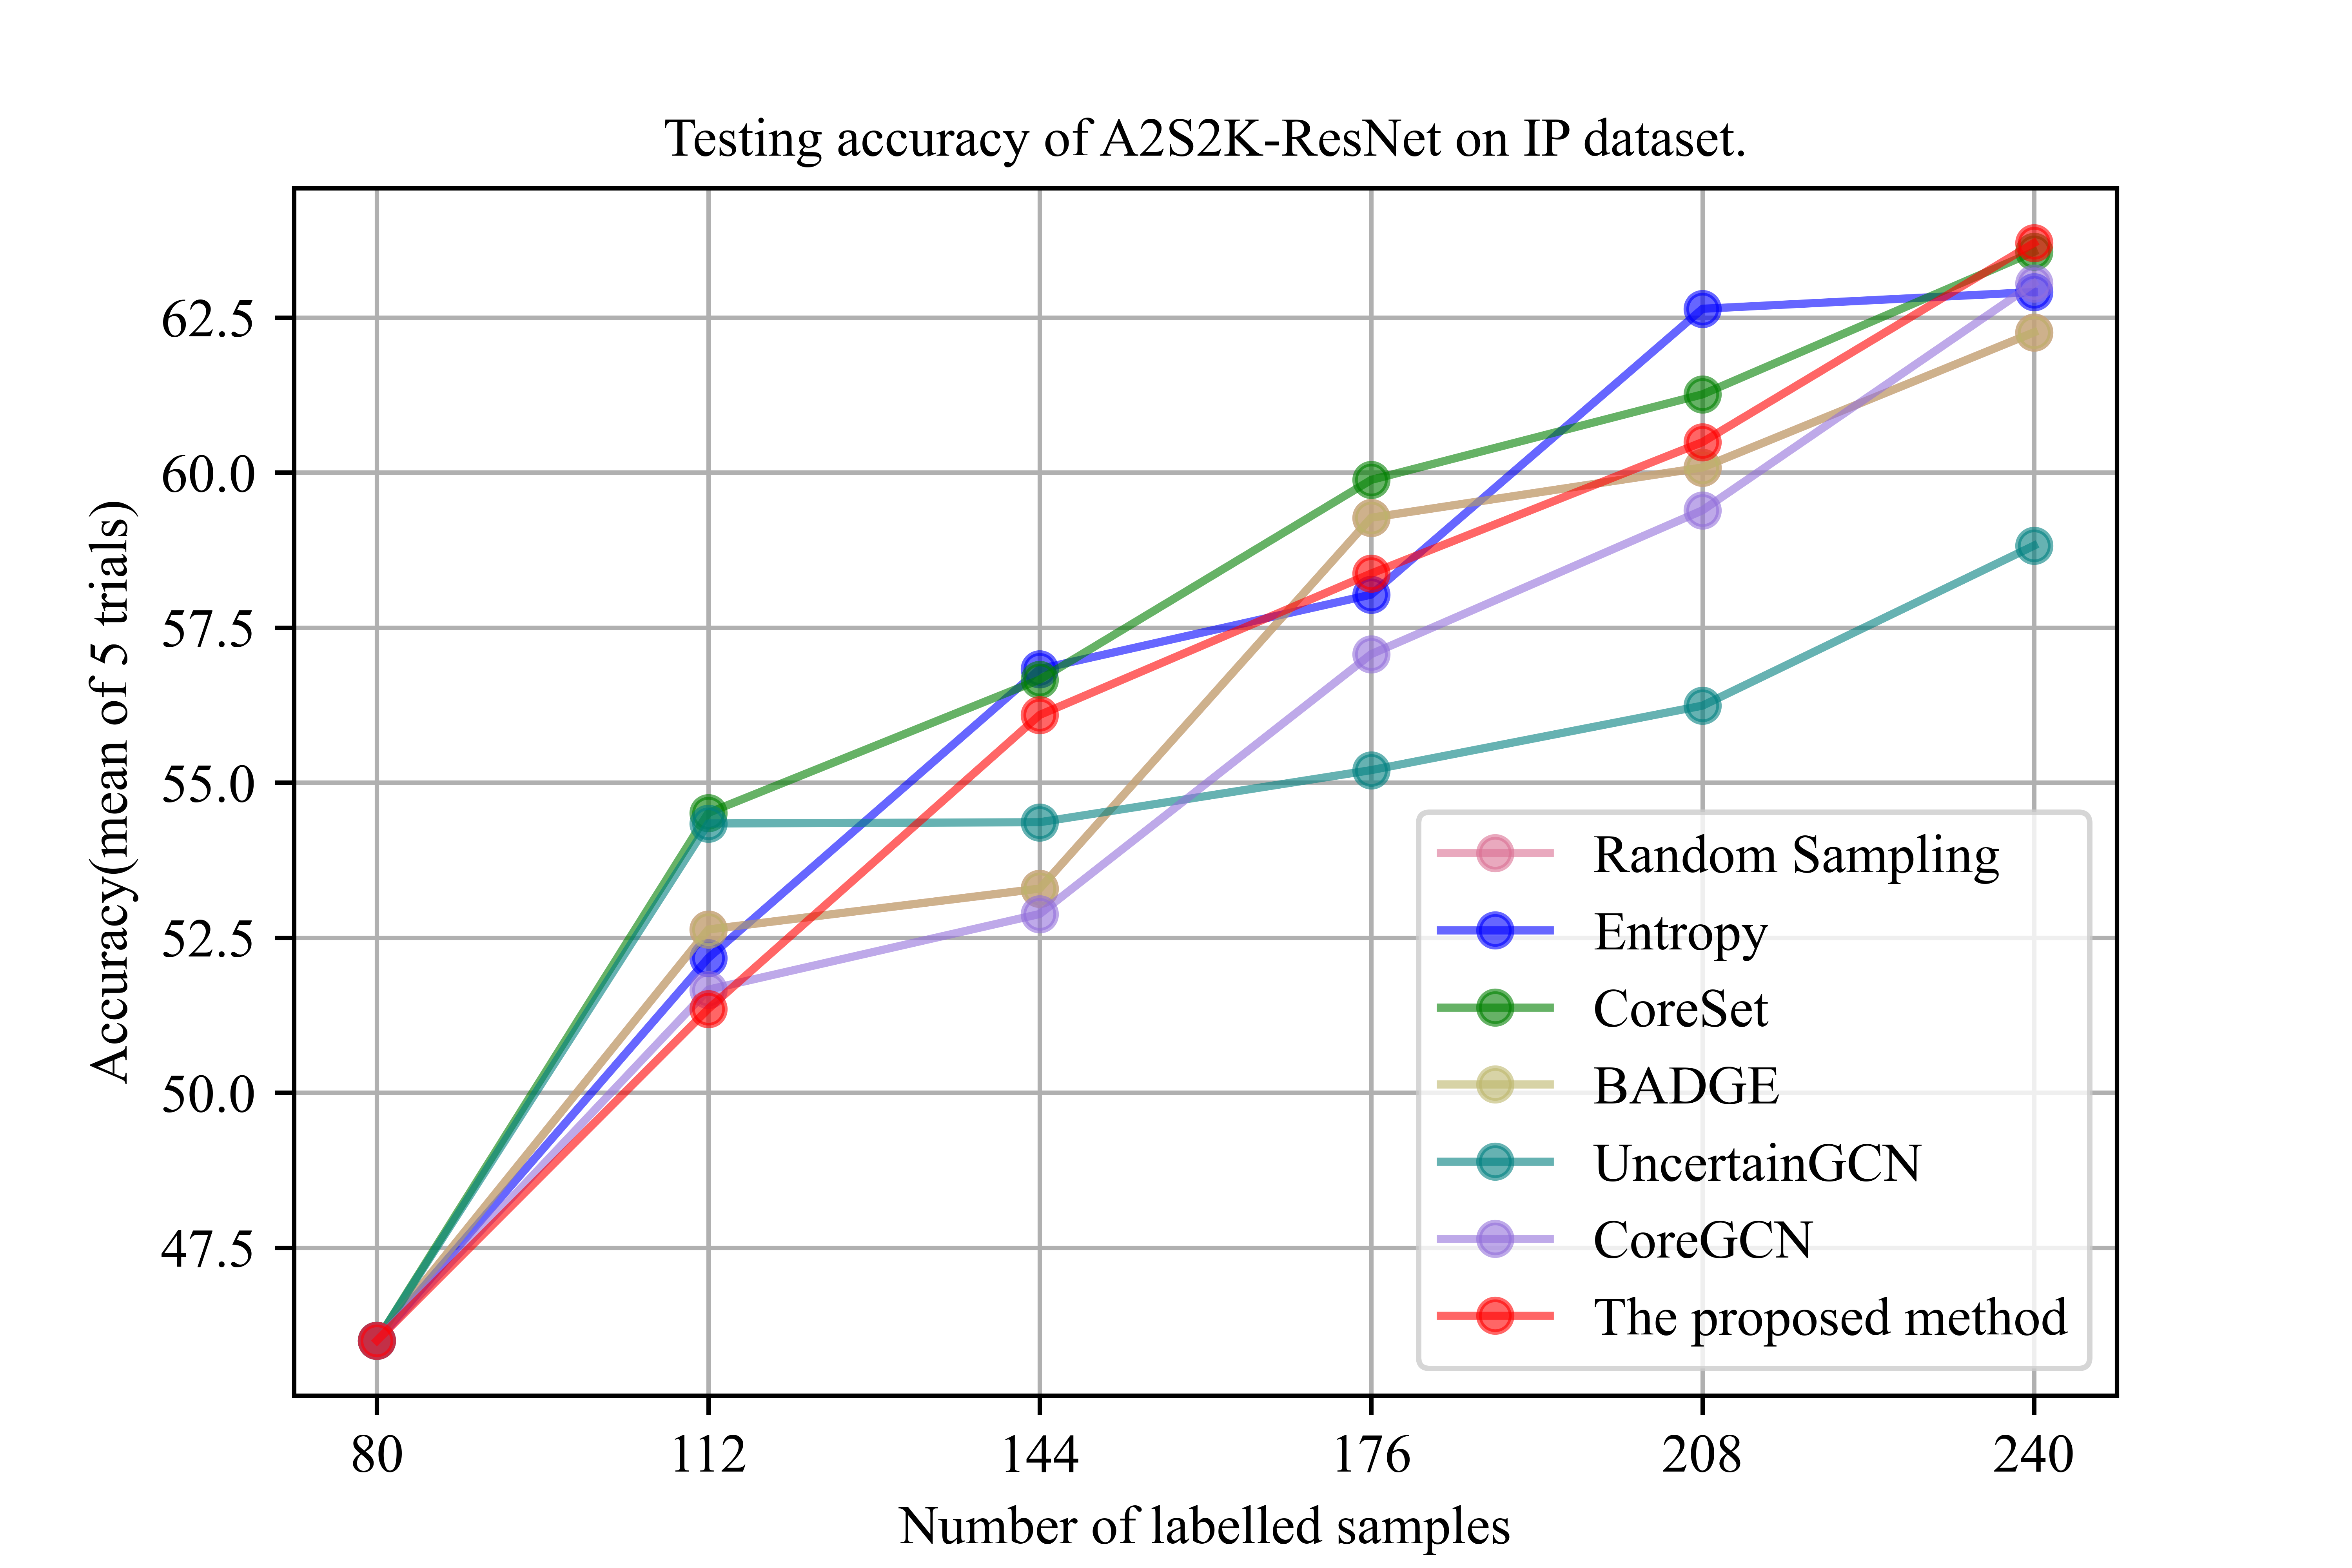 Testing accuracy of A2S2K-ResNet on IP dataset.
Accuracy(mean of 5 trials)
62.5
60.0
57.5
55.0
52.5
50.0
47.5
Random Sampling
Entropy
CoreSet
BADGE
UncertainGCN
CoreGCN
The proposed method
80 112 144 176 208 240
Number of labelled samples